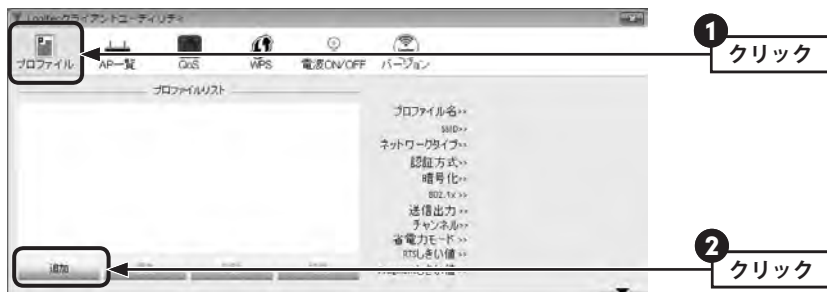 Logitecクライアントユーティリティ
プロファイル
AP一覧
QoS
WPS
電波ON/OFF
バージョン
1
クリック
プロファイルリスト
プロファイル名>>
SSID>>
ネットワークタイプ>>
認証方式>>
暗号化>>
802.1x>>
送信出力>>
チャンネル>>
省電力モード>>
RTSしきい値>>
追加
2
クリック